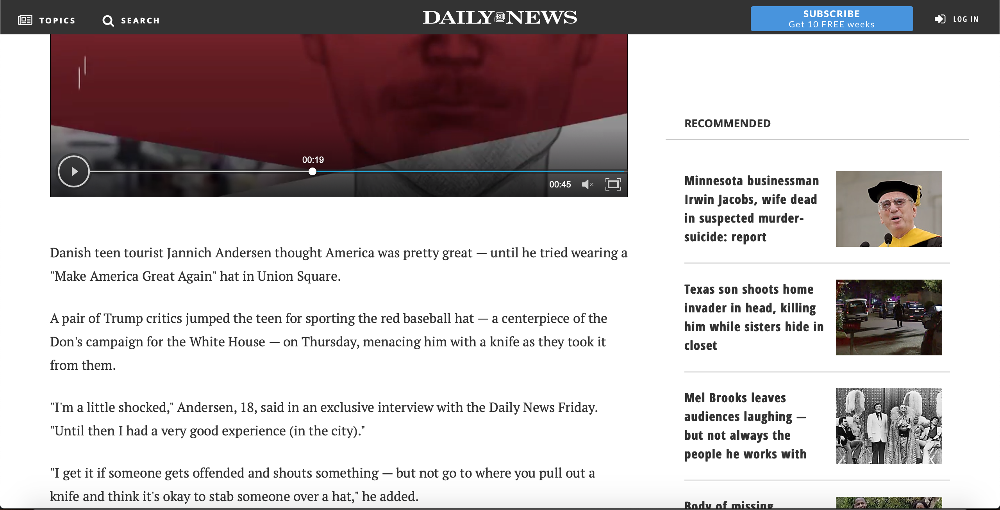 TOPICS
SEARCH
DAILY NEWS
SUBSCRIBE
Get 10 FREE weeks
LOG IN
00:19
00:45
Danish teen tourist Jannich Andersen thought America was pretty great — until he tried wearing a
"Make America Great Again" hat in Union Square.
A pair of Trump critics jumped the teen for sporting the red baseball hat — a centerpiece of the
Don's campaign for the White House — on Thursday, menacing him with a knife as they took it
from them.
"I'm a little shocked," Andersen, 18, said in an exclusive interview with the Daily News Friday.
"Until then I had a very good experience (in the city)."
"I get it if someone gets offended and shouts something — but not go to where you pull out a
knife and think it's okay to stab someone over a hat," he added.
RECOMMENDED
Minnesota businessman
Irwin Jacobs, wife dead
in suspected murder-
suicide: report
Texas son shoots home
invader in head, killing
him while sisters hide in
closet
khou.com
Mel Brooks leaves
audiences laughing —
but not always the
people he works with
Body of missing